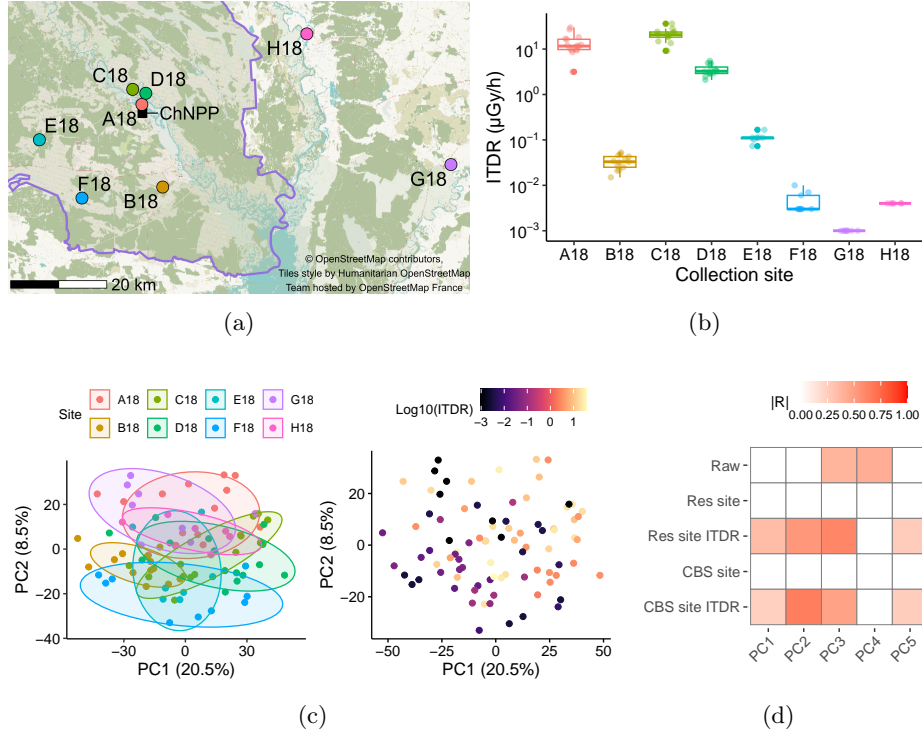 H18
C18
D18
A18
ChNPP
E18
F18
B18
G18
© OpenStreetMap contributors,
Tiles style by Humanitarian OpenStreetMap
Team hosted by OpenStreetMap France
20 km
(a)
ITDR (μGy/h)
10¹
10⁰
10⁻¹
10⁻²
10⁻³
A18 B18 C18 D18 E18 F18 G18 H18
Collection site
(b)
Site
A18 C18 E18 G18
B18 D18 F18 H18
PC2 (8.5%)
20
0
−20
−40
−30 0 30
PC1 (20.5%)
Log10(ITDR)
−3 −2 −1 0 1
PC2 (8.5%)
20
0
−20
−50 −25 0 25 50
PC1 (20.5%)
(c)
|R|
0.00 0.25 0.50 0.75 1.00
Raw
Res site
Res site ITDR
CBS site
CBS site ITDR
PC1 PC2 PC3 PC4 PC5
(d)